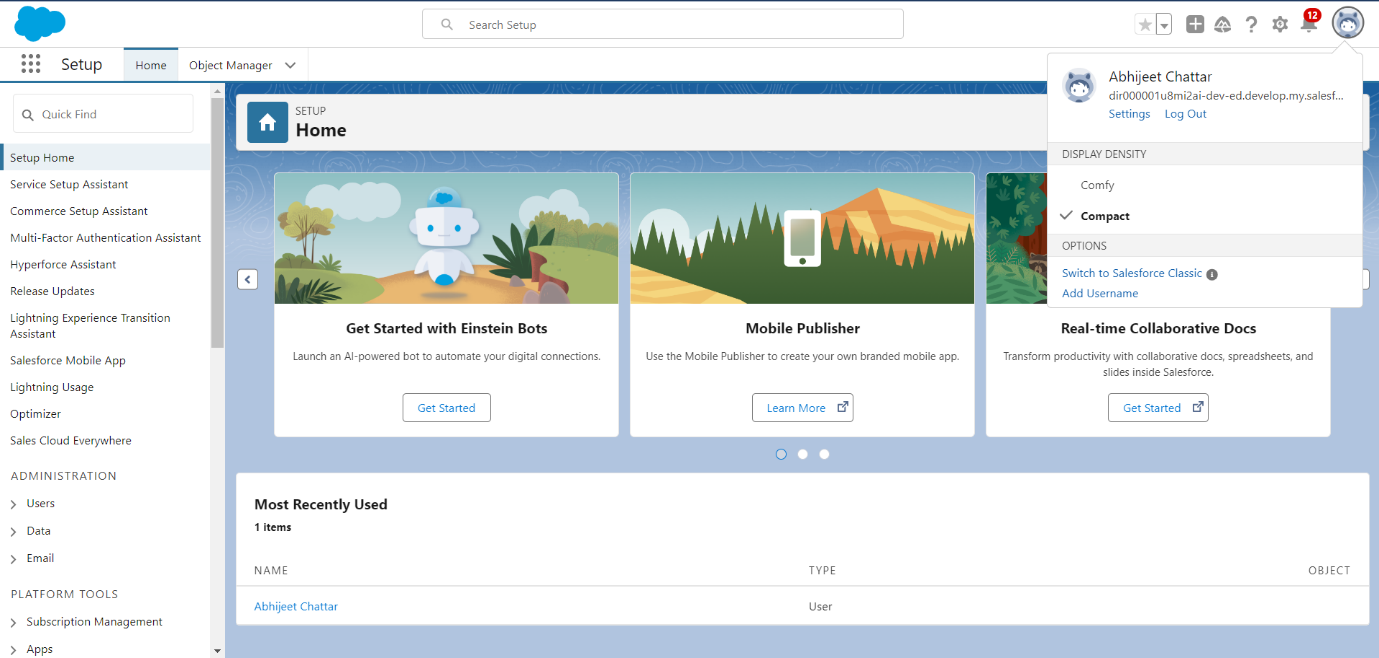 Search Setup
12
Setup
Home
Object Manager
Quick Find
Setup Home
Service Setup Assistant
Commerce Setup Assistant
Multi-Factor Authentication Assistant
Hyperforce Assistant
Release Updates
Lightning Experience Transition
Assistant
Salesforce Mobile App
Lightning Usage
Optimizer
Sales Cloud Everywhere
ADMINISTRATION
Users
Data
Email
PLATFORM TOOLS
Subscription Management
Apps
SETUP
Home
Get Started with Einstein Bots
Launch an AI-powered bot to automate your digital connections.
Get Started
Mobile Publisher
Use the Mobile Publisher to create your own branded mobile app.
Learn More
Real-time Collaborative Docs
Transform productivity with collaborative docs, spreadsheets, and
slides inside Salesforce.
Get Started
Abhijeet Chattar
dir000001u8mi2ai-dev-ed.develop.my.salesf...
Settings Log Out
DISPLAY DENSITY
Comfy
Compact
OPTIONS
Switch to Salesforce Classic
Add Username
Most Recently Used
1 items
NAME TYPE OBJECT
Abhijeet Chattar User